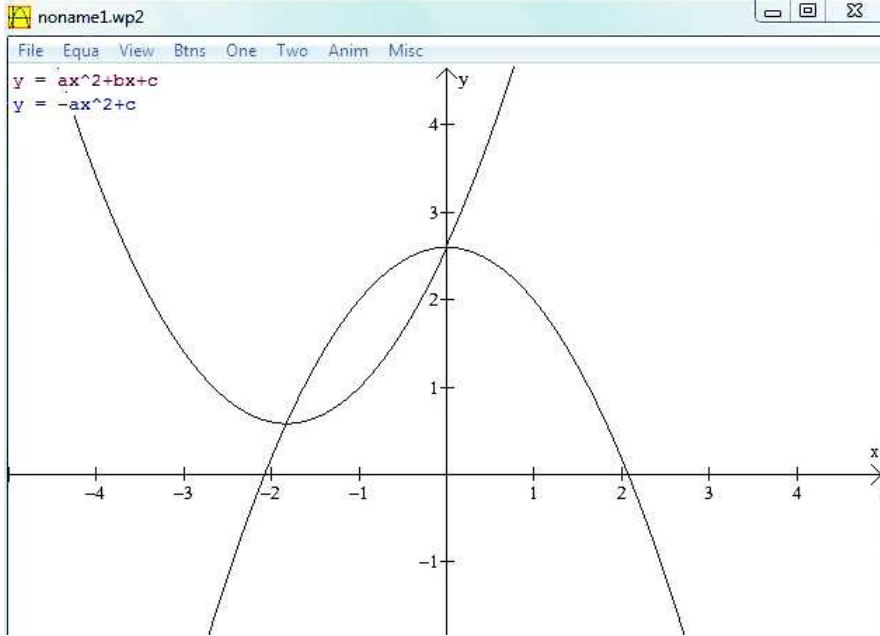 noname1.wp2
File Equa View Btns One Two Anim Misc
y = ax^2+bx+c
y = -ax^2+c
y
4
3
2
1
x
−4 −3 −2 −1 1 2 3 4
−1